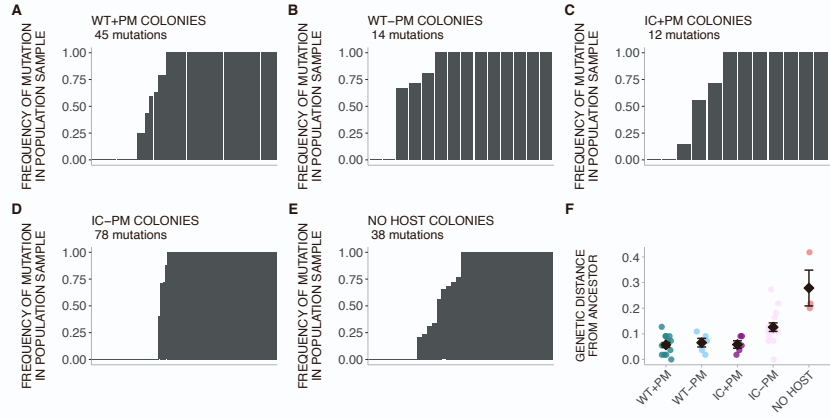 A
WT+PM COLONIES
45 mutations
FREQUENCY OF MUTATION
IN POPULATION SAMPLE
1.00
0.75
0.50
0.25
0.00
B
WT−PM COLONIES
14 mutations
FREQUENCY OF MUTATION
IN POPULATION SAMPLE
1.00
0.75
0.50
0.25
0.00
C
IC+PM COLONIES
12 mutations
FREQUENCY OF MUTATION
IN POPULATION SAMPLE
1.00
0.75
0.50
0.25
0.00
D
IC−PM COLONIES
78 mutations
FREQUENCY OF MUTATION
IN POPULATION SAMPLE
1.00
0.75
0.50
0.25
0.00
E
NO HOST COLONIES
38 mutations
FREQUENCY OF MUTATION
IN POPULATION SAMPLE
1.00
0.75
0.50
0.25
0.00
F
GENETIC DISTANCE
FROM ANCESTOR
0.4
0.3
0.2
0.1
0.0
WT+PM
WT−PM
IC+PM
IC−PM
NO HOST